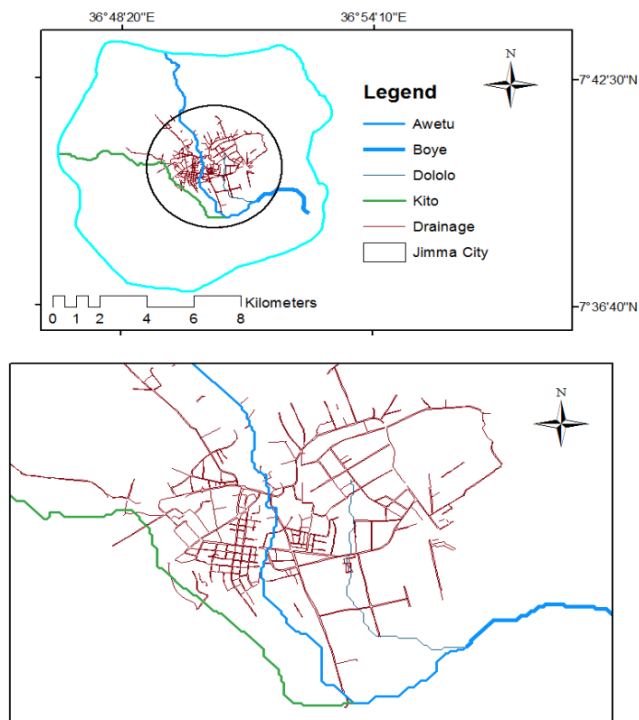 36°48'20"E 36°54'10"E
N
7°42'30"N
Legend
Awetu
Boye
Dololo
Kito
Drainage
Jimma City
Kilometers
0 1 2 4 6 8
7°36'40"N
N